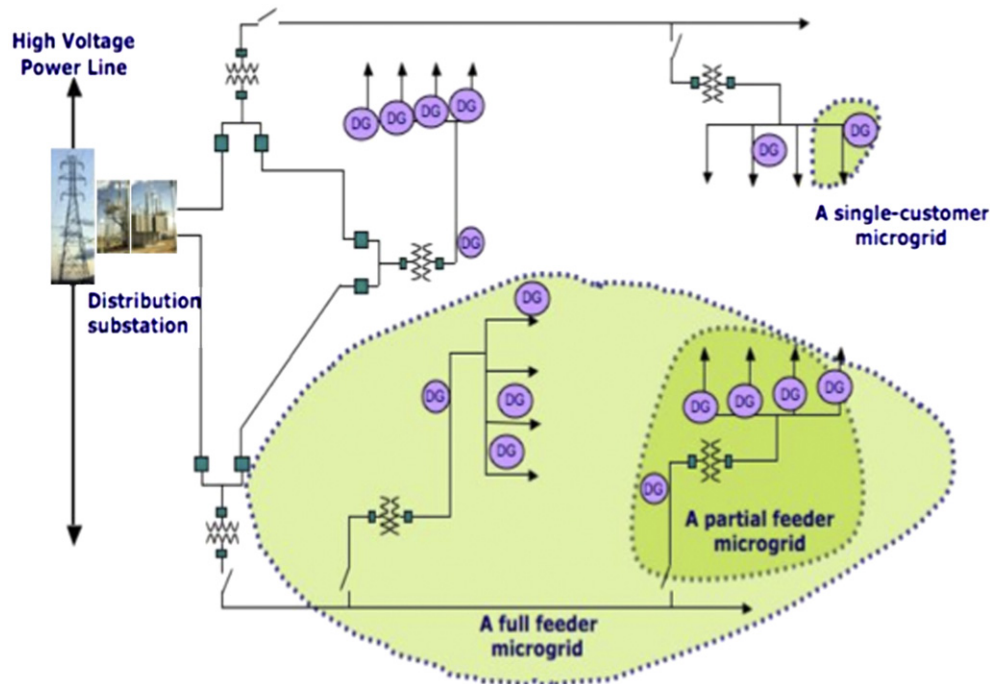 High Voltage
Power Line
DG
DG
DG
DG
DG
DG
DG
A single-customer
microgrid
Distribution
substation
DG
DG
DG
DG
DG
DG
DG
DG
DG
A partial feeder
microgrid
A full feeder
microgrid